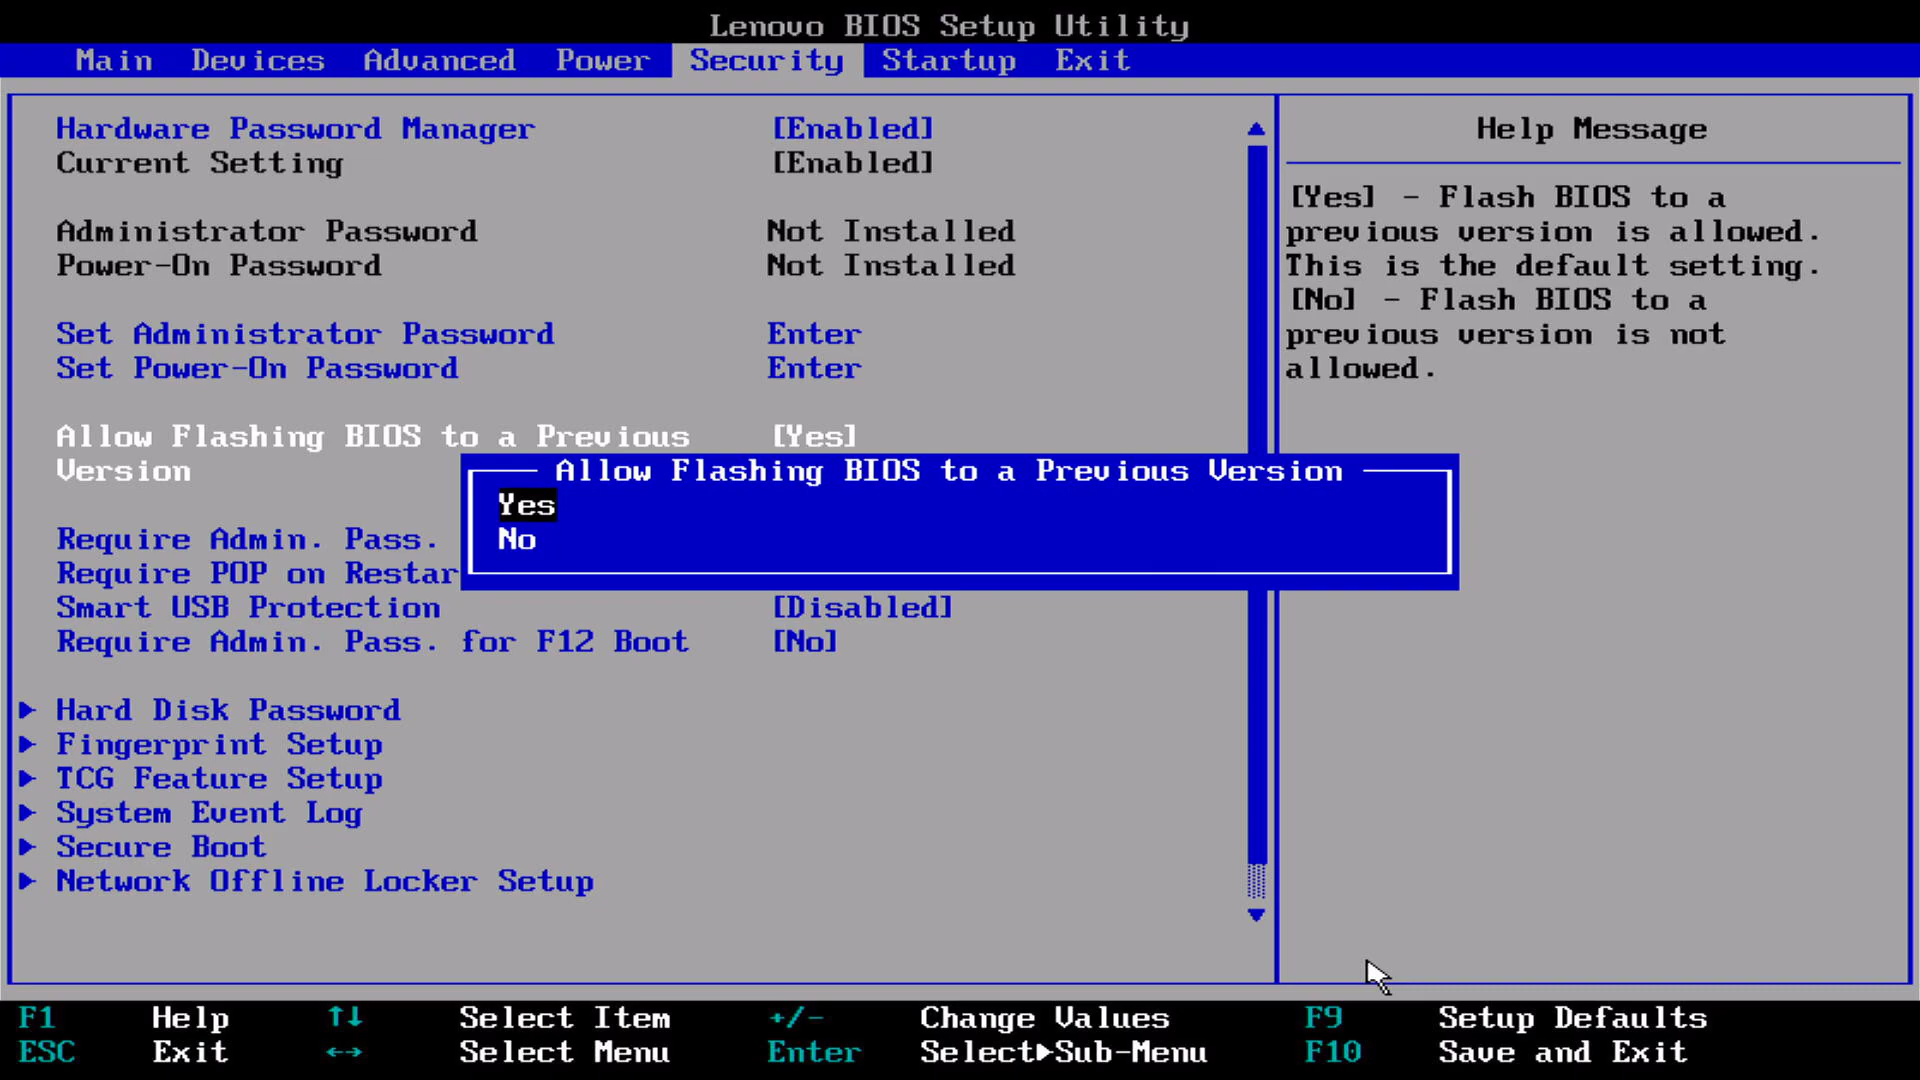 Lenovo BIOS Setup Utility
Main Devices Advanced Power Security Startup Exit
Hardware Password Manager [Enabled]
Current Setting [Enabled]
Administrator Password Not Installed
Power-On Password Not Installed
Set Administrator Password Enter
Set Power-On Password Enter
Allow Flashing BIOS to a Previous [Yes]
Version
Allow Flashing BIOS to a Previous Version
Yes
No
Require Admin. Pass.
Require POP on Restar
Smart USB Protection [Disabled]
Require Admin. Pass. for F12 Boot [No]
Hard Disk Password
Fingerprint Setup
TCG Feature Setup
System Event Log
Secure Boot
Network Offline Locker Setup
Help Message
[Yes] - Flash BIOS to a
previous version is allowed.
This is the default setting.
[No] - Flash BIOS to a
previous version is not
allowed.
F1 Help ↑↓ Select Item +/- Change Values F9 Setup Defaults
ESC Exit ←→ Select Menu Enter Select▶Sub-Menu F10 Save and Exit